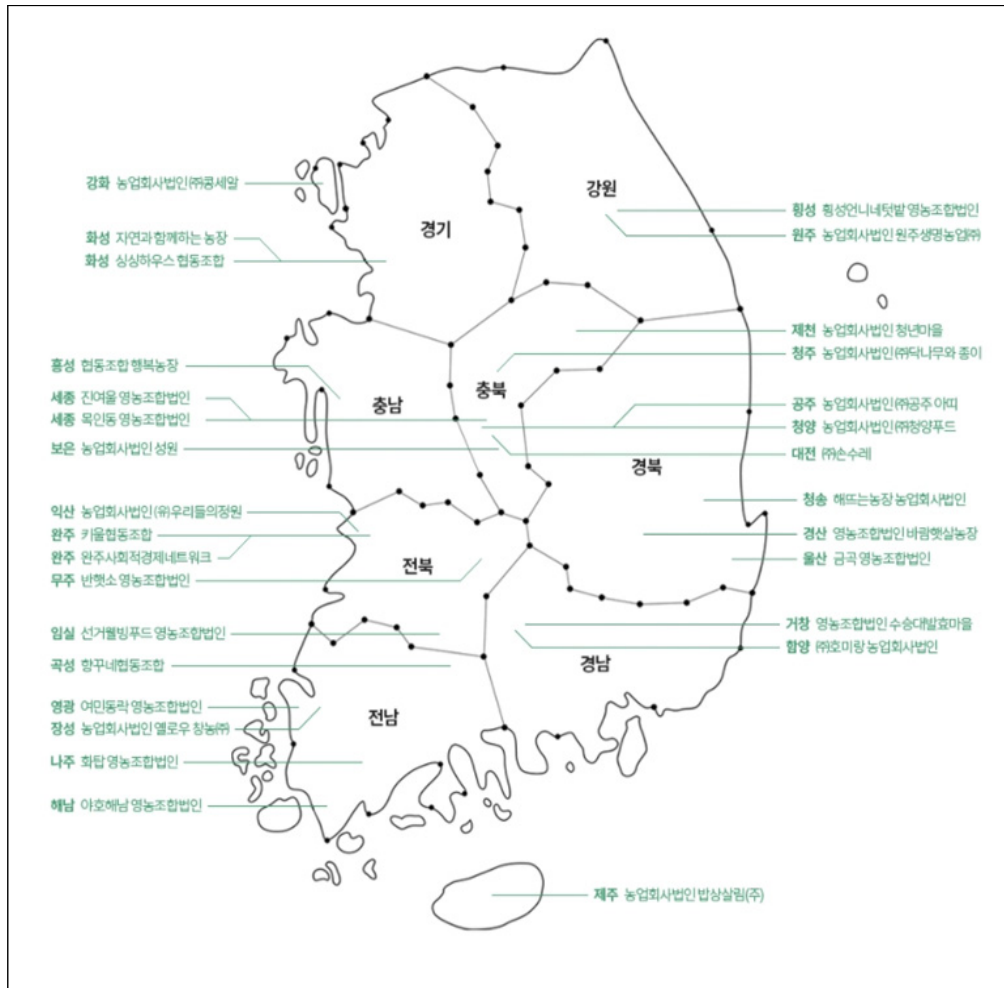 강원
경기
충북
충남
경북
전북
경남
전남
강화 농업회사법인㈜콩세알
화성 자연과 함께하는 농장
화성 싱싱하우스 협동조합
홍성 협동조합 행복농장
세종 진여울 영농조합법인
세종 목인동 영농조합법인
보은 농업회사법인 성원
익산 농업회사법인 (유)우리들의정원
완주 키울협동조합
완주 완주사회적경제네트워크
무주 반햇소 영농조합법인
임실 선거웰빙푸드 영농조합법인
곡성 항꾸네협동조합
영광 여민동락 영농조합법인
장성 농업회사법인 옐로우 창농㈜
나주 화탑 영농조합법인
해남 야호해남 영농조합법인
횡성 횡성언니네텃밭 영농조합법인
원주 농업회사법인 원주생명농업㈜
제천 농업회사법인 청년마을
청주 농업회사법인 ㈜닥나무와 종이
공주 농업회사법인 ㈜공주 아띠
청양 농업회사법인 ㈜청양푸드
대전 ㈜손수레
청송 해뜨는농장 농업회사법인
경산 영농조합법인 바람햇살농장
울산 금곡 영농조합법인
거창 영농조합법인 수승대발효마을
함양 ㈜호미랑 농업회사법인
제주 농업회사법인 밥상살림(주)